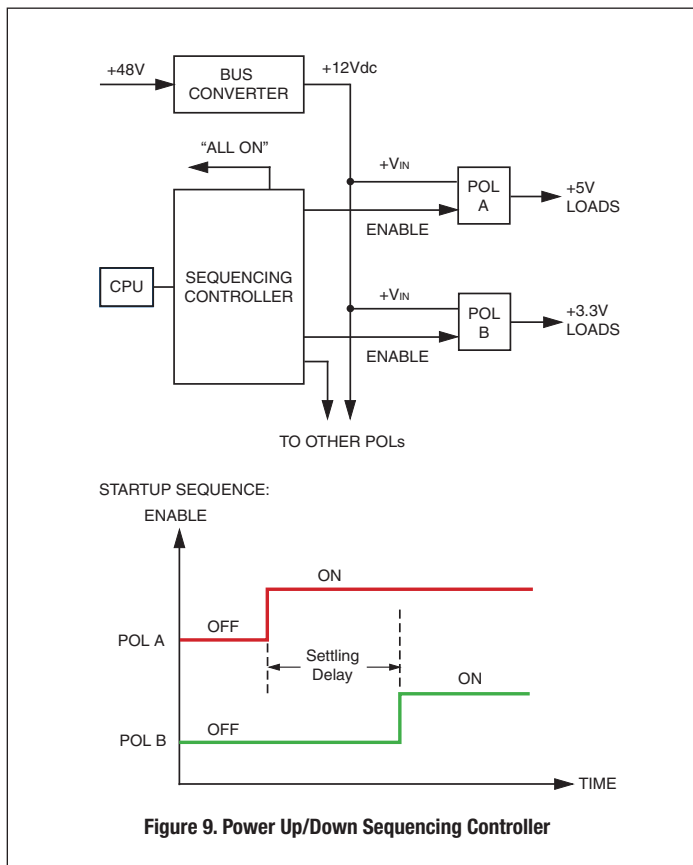 +48V
BUS
CONVERTER
+12Vdc
“ALL ON”
+VIN
POL
A
+5V
LOADS
ENABLE
CPU
SEQUENCING
CONTROLLER
+VIN
POL
B
+3.3V
LOADS
ENABLE
TO OTHER POLs
STARTUP SEQUENCE:
ENABLE
ON
OFF
POL A
Settling
Delay
ON
OFF
POL B
TIME
Figure 9. Power Up/Down Sequencing Controller